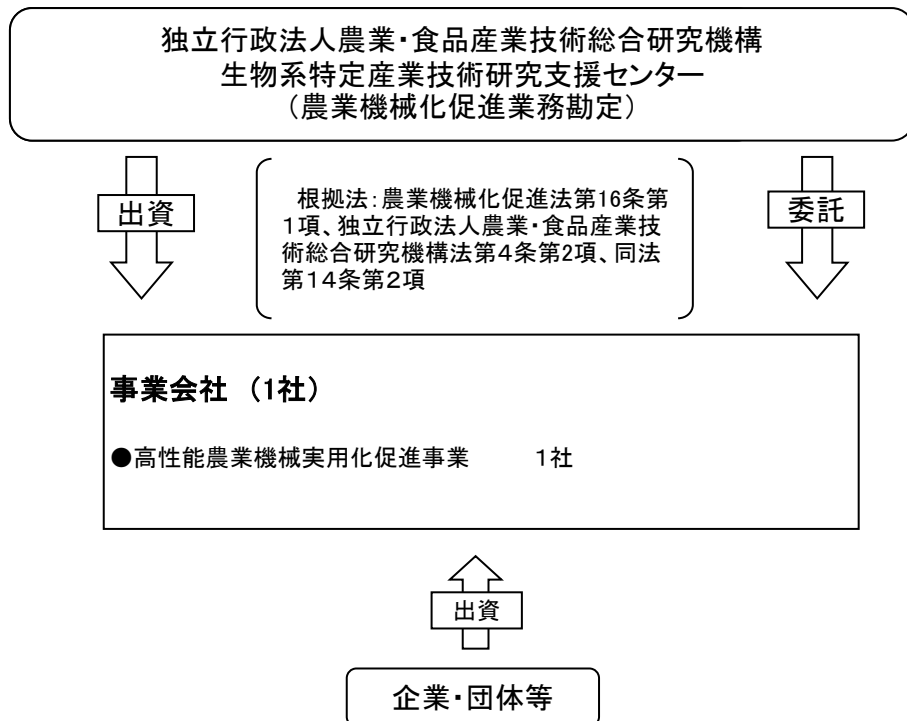 独立行政法人農業・食品産業技術総合研究機構
生物系特定産業技術研究支援センター
（農業機械化促進業務勘定）
出資
根拠法：農業機械化促進法第16条第
1項、独立行政法人農業・食品産業技
術総合研究機構法第４条第2項、同法
第１４条第２項
委託
事業会社　（1社）
●高性能農業機械実用化促進事業　　　1社
出資
企業・団体等